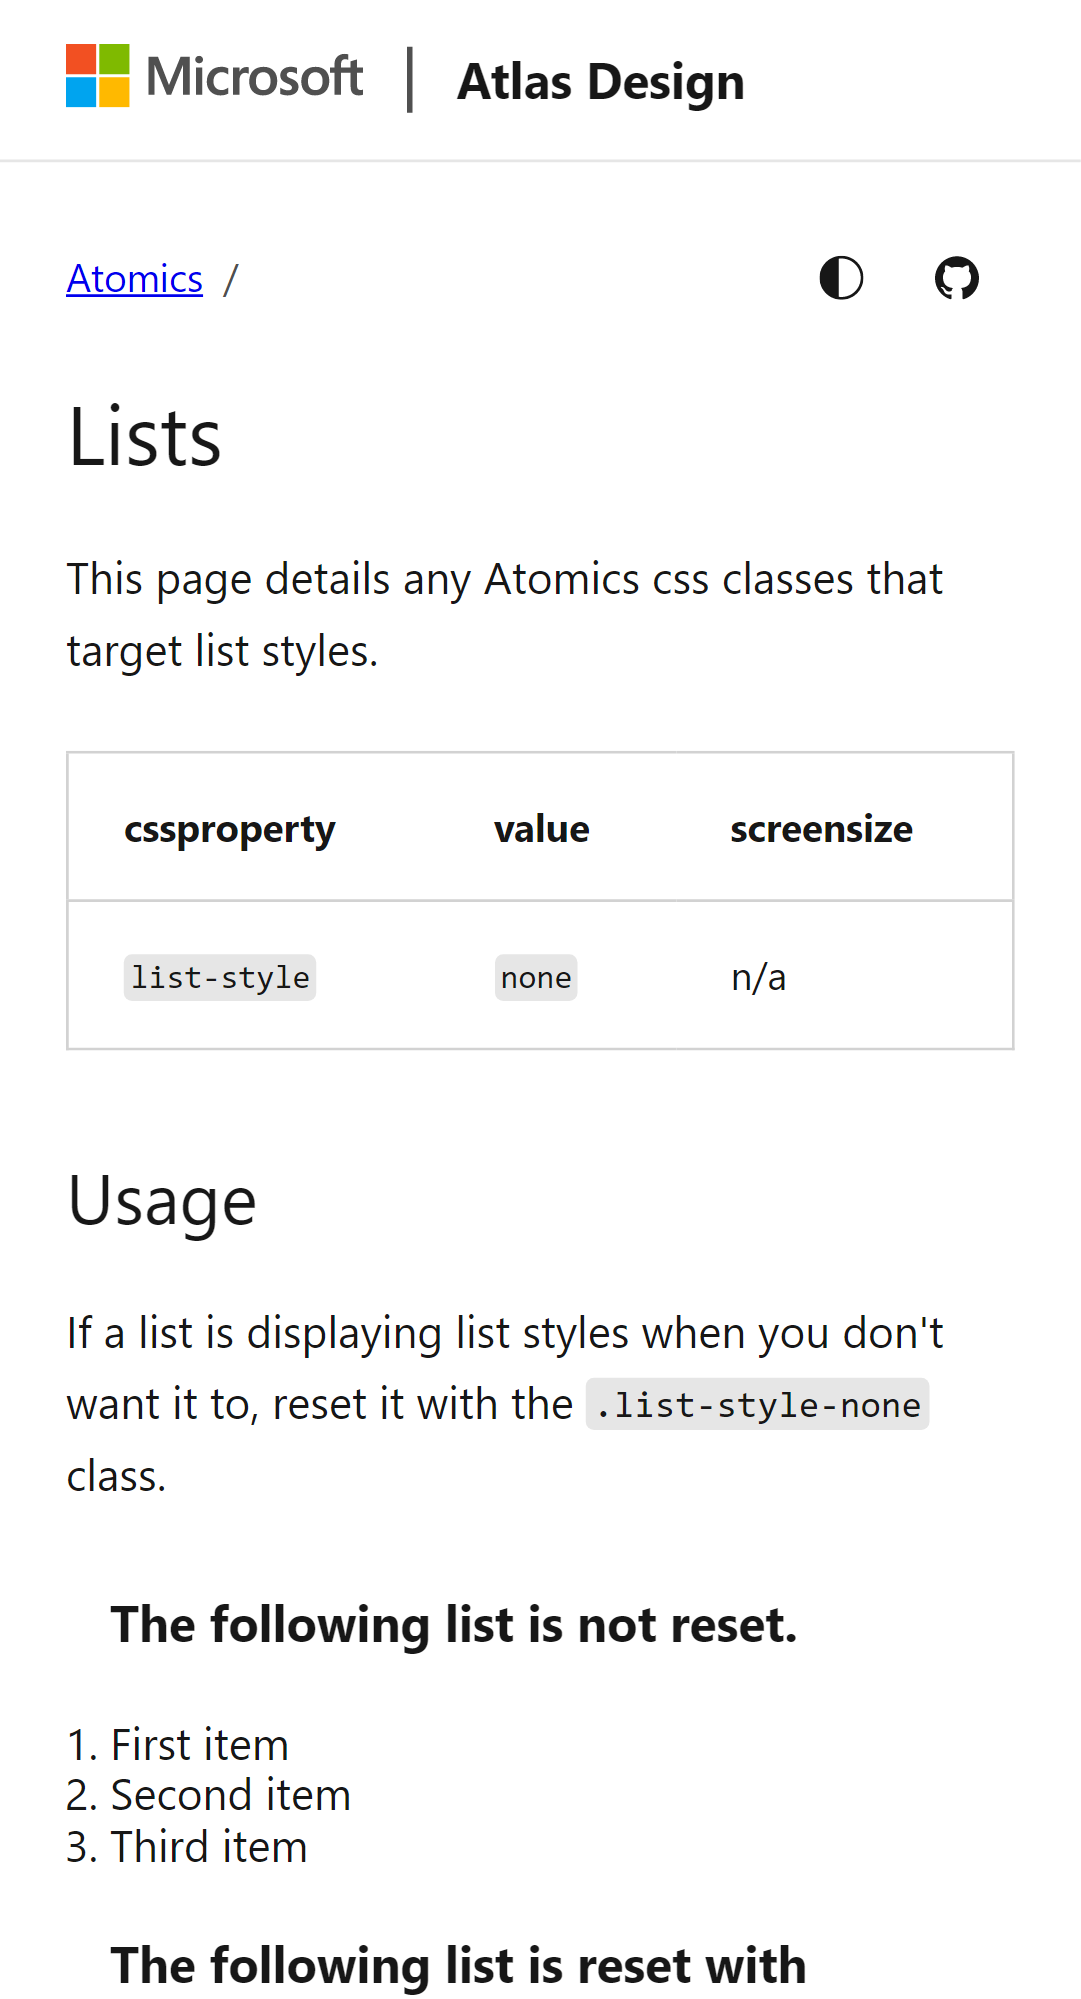 Microsoft | Atlas Design
Atomics /
Lists
This page details any Atomics css classes that
target list styles.
cssproperty value screensize
list-style none n/a
Usage
If a list is displaying list styles when you don't
want it to, reset it with the .list-style-none
class.
The following list is not reset.
1. First item
2. Second item
3. Third item
The following list is reset with